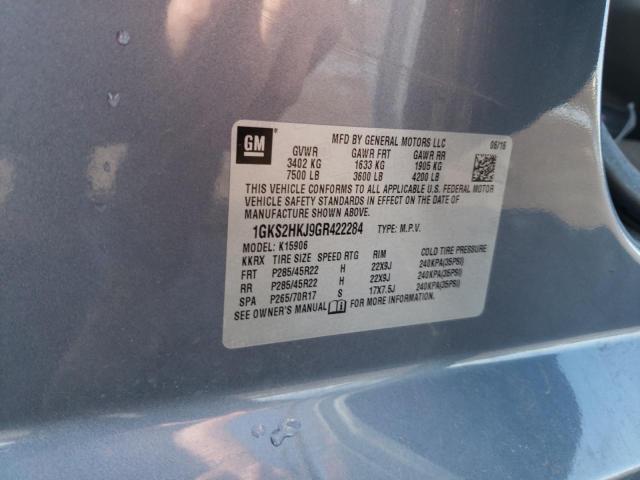 GM
MFD BY GENERAL MOTORS LLC 06/16
GVWR GAWR FRT GAWR RR
3402 KG 1633 KG 1905 KG
7500 LB 3600 LB 4200 LB
THIS VEHICLE CONFORMS TO ALL APPLICABLE U.S. FEDERAL MOTOR
VEHICLE SAFETY STANDARDS IN EFFECT ON THE DATE OF
MANUFACTURE SHOWN ABOVE.
1GKS2HKJ9GR422284 TYPE: M.P.V.
MODEL: K15906
KKRX TIRE SIZE SPEED RTG RIM COLD TIRE PRESSURE
FRT P285/45R22 H 22X9J 240KPA(35PSI)
RR P285/45R22 H 22X9J 240KPA(35PSI)
SPA P265/70R17 S 17X7.5J 240KPA(35PSI)
SEE OWNER'S MANUAL FOR MORE INFORMATION.